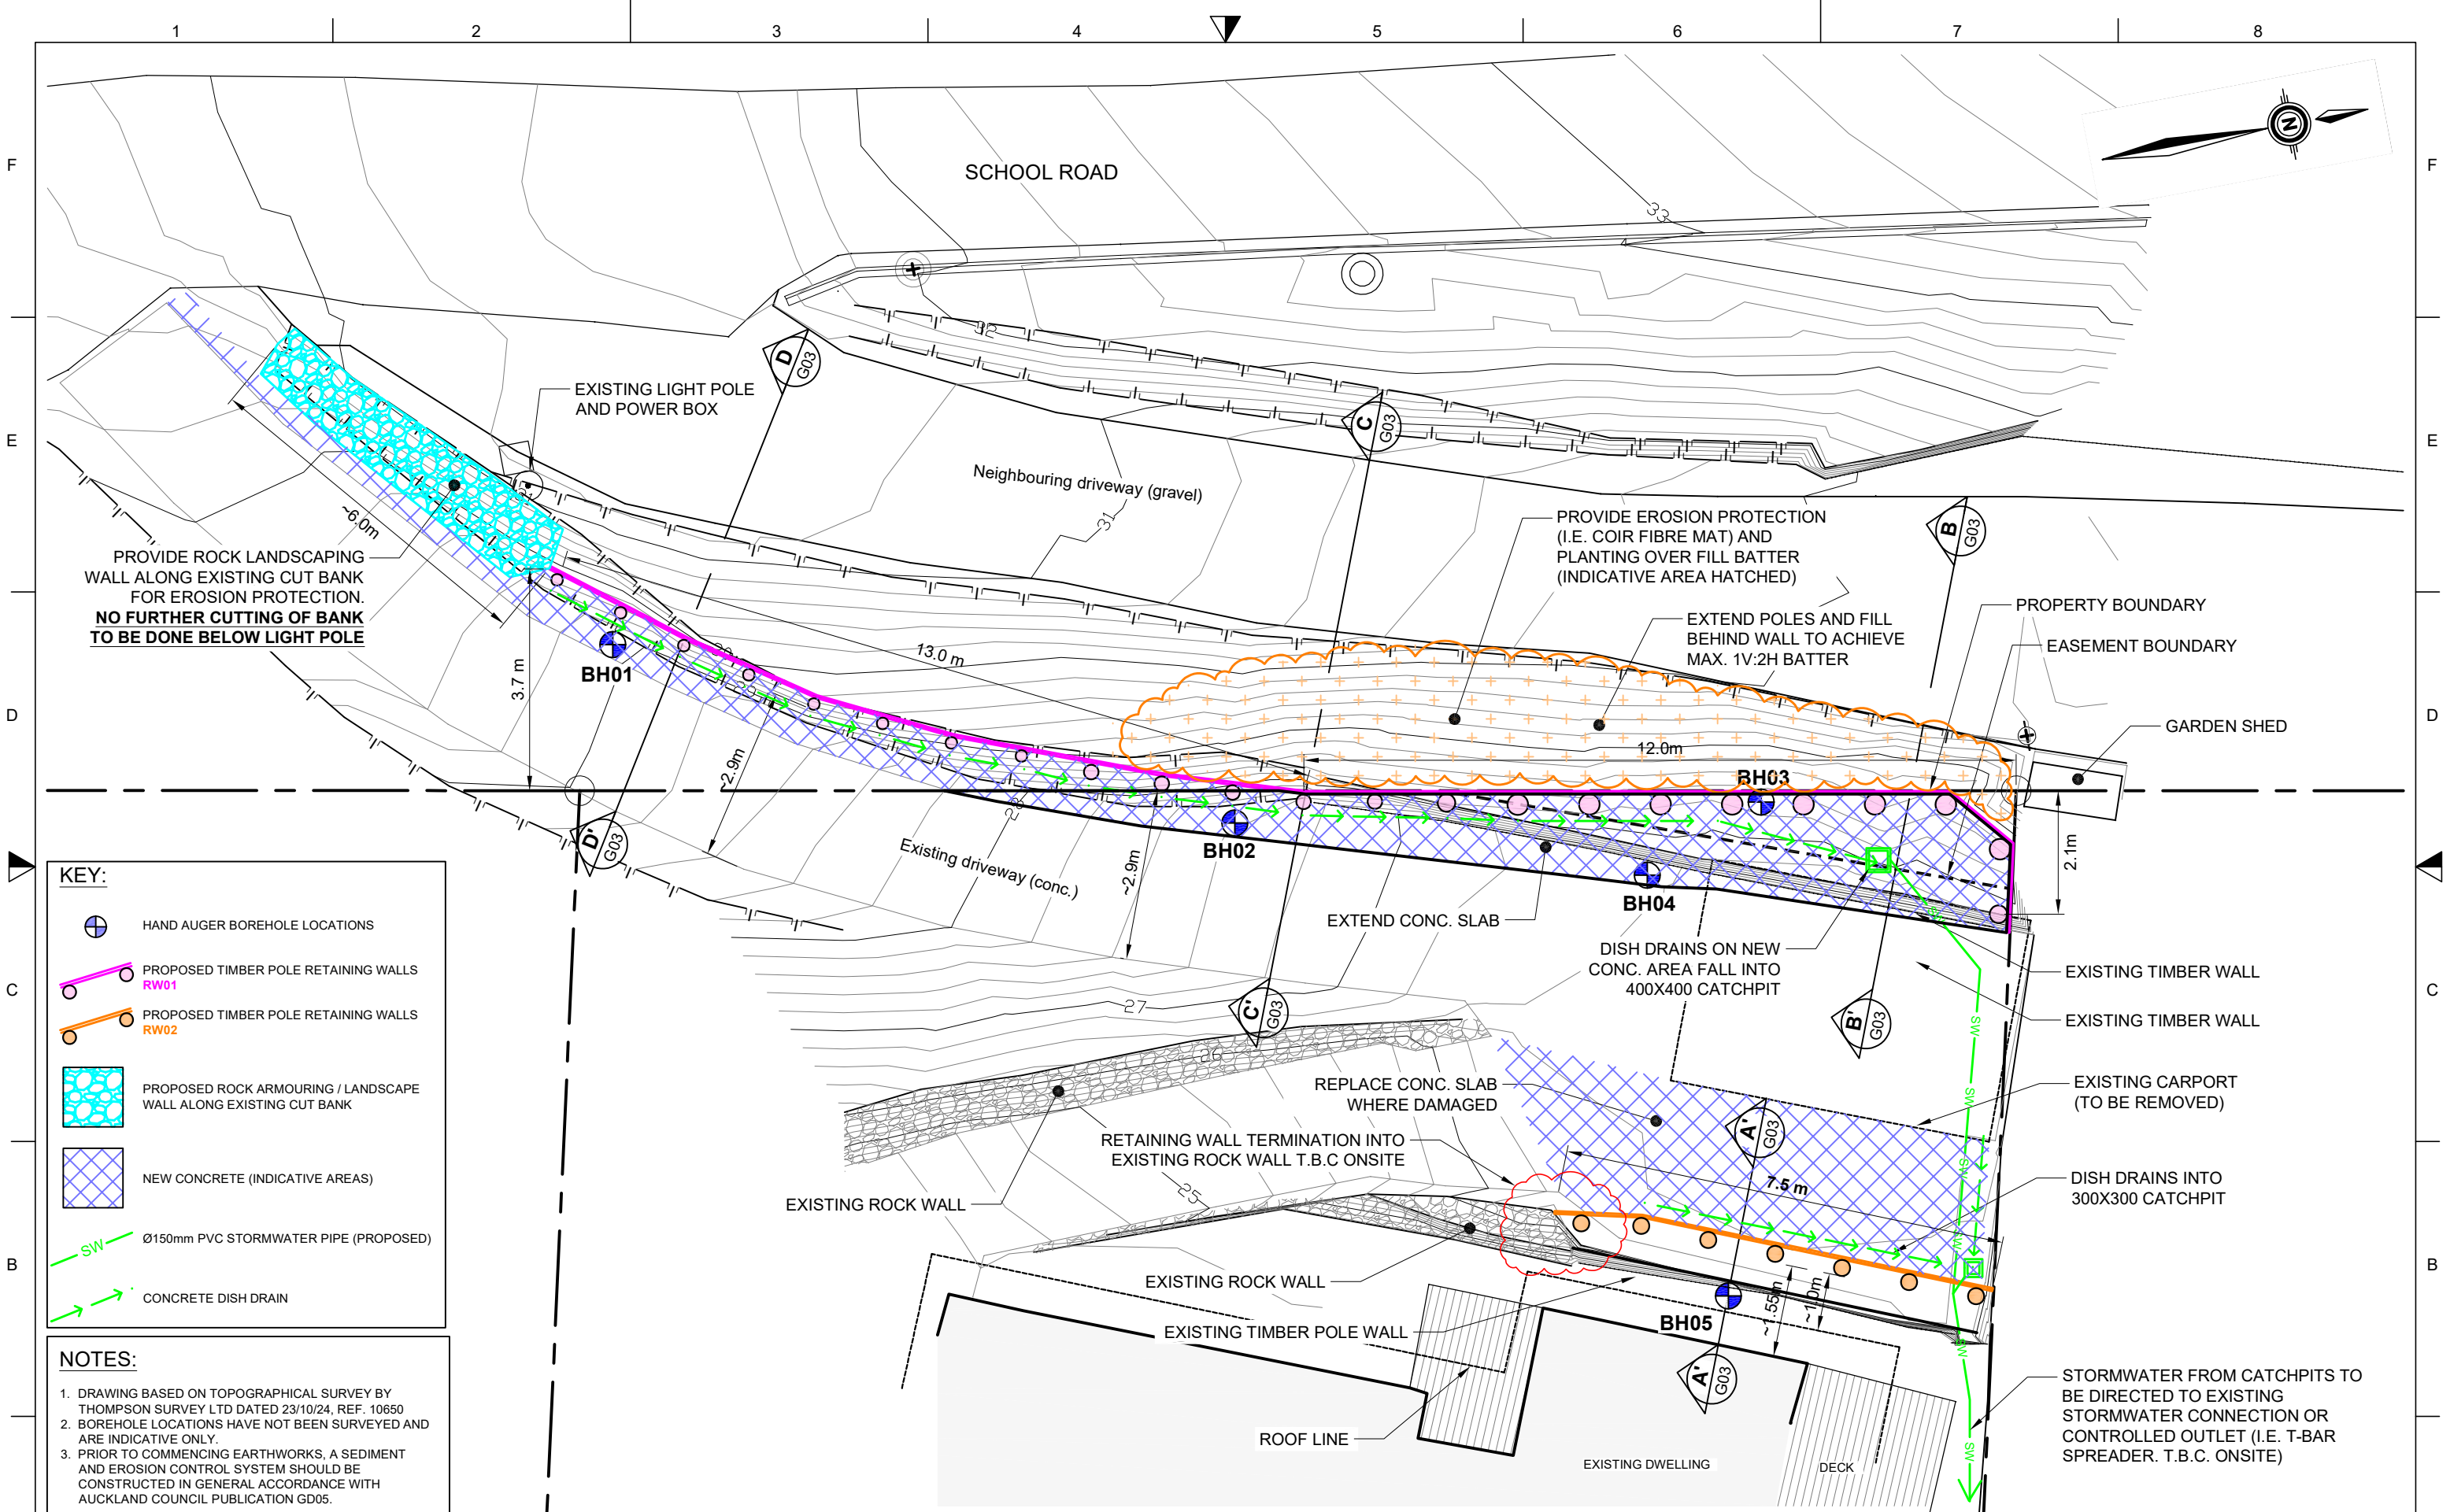 1 2 3 4 5 6 7 8
F
F
E
E
D
D
C
C
B
B
N
SCHOOL ROAD
33
32
EXISTING LIGHT POLE
AND POWER BOX
D
G03
C
G03
B
G03
Neighbouring driveway (gravel)
31
~6.0m
PROVIDE ROCK LANDSCAPING
WALL ALONG EXISTING CUT BANK
FOR EROSION PROTECTION.
NO FURTHER CUTTING OF BANK
TO BE DONE BELOW LIGHT POLE
PROVIDE EROSION PROTECTION
(I.E. COIR FIBRE MAT) AND
PLANTING OVER FILL BATTER
(INDICATIVE AREA HATCHED)
EXTEND POLES AND FILL
BEHIND WALL TO ACHIEVE
MAX. 1V:2H BATTER
PROPERTY BOUNDARY
EASEMENT BOUNDARY
GARDEN SHED
BH01
3.7 m
13.0 m
12.0m
~2.9m
BH03
BH02
28
Existing driveway (conc.)
~2.9m
2.1m
BH04
D'
G03
EXTEND CONC. SLAB
DISH DRAINS ON NEW
CONC. AREA FALL INTO
400X400 CATCHPIT
EXISTING TIMBER WALL
EXISTING TIMBER WALL
SW
SW
C'
G03
B'
G03
27
26
REPLACE CONC. SLAB
WHERE DAMAGED
EXISTING CARPORT
(TO BE REMOVED)
SW
A'
G03
RETAINING WALL TERMINATION INTO
EXISTING ROCK WALL T.B.C ONSITE
SW
7.5 m
DISH DRAINS INTO
300X300 CATCHPIT
25
EXISTING ROCK WALL
SW
EXISTING ROCK WALL
~1.55m
~1.0m
BH05
EXISTING TIMBER POLE WALL
SW
A'
G03
ROOF LINE
EXISTING DWELLING
DECK
SW
STORMWATER FROM CATCHPITS TO
BE DIRECTED TO EXISTING
STORMWATER CONNECTION OR
CONTROLLED OUTLET (I.E. T-BAR
SPREADER. T.B.C. ONSITE)
KEY:
HAND AUGER BOREHOLE LOCATIONS
PROPOSED TIMBER POLE RETAINING WALLS
RW01
PROPOSED TIMBER POLE RETAINING WALLS
RW02
PROPOSED ROCK ARMOURING / LANDSCAPE
WALL ALONG EXISTING CUT BANK
NEW CONCRETE (INDICATIVE AREAS)
SW
Ø150mm PVC STORMWATER PIPE (PROPOSED)
CONCRETE DISH DRAIN
NOTES:
1. DRAWING BASED ON TOPOGRAPHICAL SURVEY BY
THOMPSON SURVEY LTD DATED 23/10/24, REF. 10650
2. BOREHOLE LOCATIONS HAVE NOT BEEN SURVEYED AND
ARE INDICATIVE ONLY.
3. PRIOR TO COMMENCING EARTHWORKS, A SEDIMENT
AND EROSION CONTROL SYSTEM SHOULD BE
CONSTRUCTED IN GENERAL ACCORDANCE WITH
AUCKLAND COUNCIL PUBLICATION GD05.